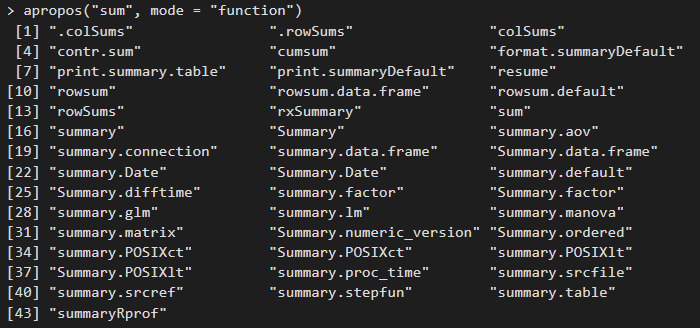 > apropos("sum", mode = "function")
 [1] ".colSums" ".rowSums" "colSums"
 [4] "contr.sum" "cumsum" "format.summaryDefault"
 [7] "print.summary.table" "print.summaryDefault" "resume"
[10] "rowsum" "rowsum.data.frame" "rowsum.default"
[13] "rowSums" "rxSummary" "sum"
[16] "summary" "Summary" "summary.aov"
[19] "summary.connection" "summary.data.frame" "Summary.data.frame"
[22] "summary.Date" "Summary.Date" "summary.default"
[25] "Summary.difftime" "summary.factor" "Summary.factor"
[28] "summary.glm" "summary.lm" "summary.manova"
[31] "summary.matrix" "Summary.numeric_version" "Summary.ordered"
[34] "summary.POSIXct" "Summary.POSIXct" "summary.POSIXlt"
[37] "Summary.POSIXlt" "summary.proc_time" "summary.srcfile"
[40] "summary.srcref" "summary.stepfun" "summary.table"
[43] "summaryRprof"